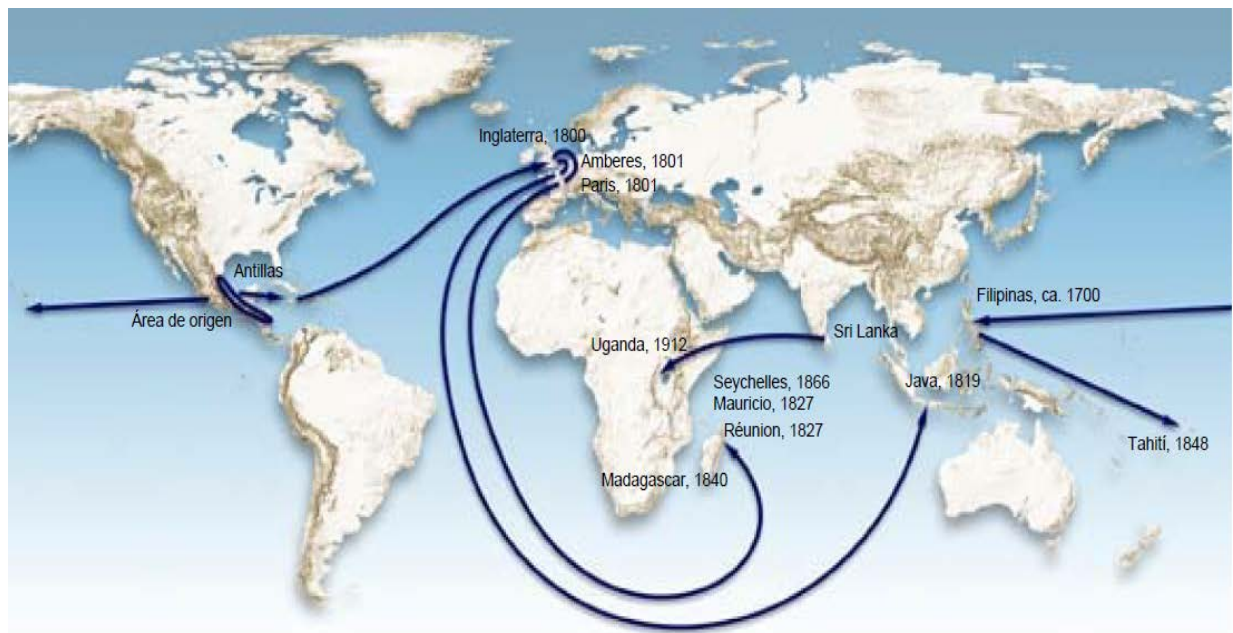 Inglaterra, 1800
Amberes, 1801
Paris, 1801
Antillas
Área de origen
Filipinas, ca. 1700
Sri Lanka
Uganda, 1912
Seychelles, 1866
Mauricio, 1827
Réunion, 1827
Java, 1819
Tahití, 1848
Madagascar, 1840